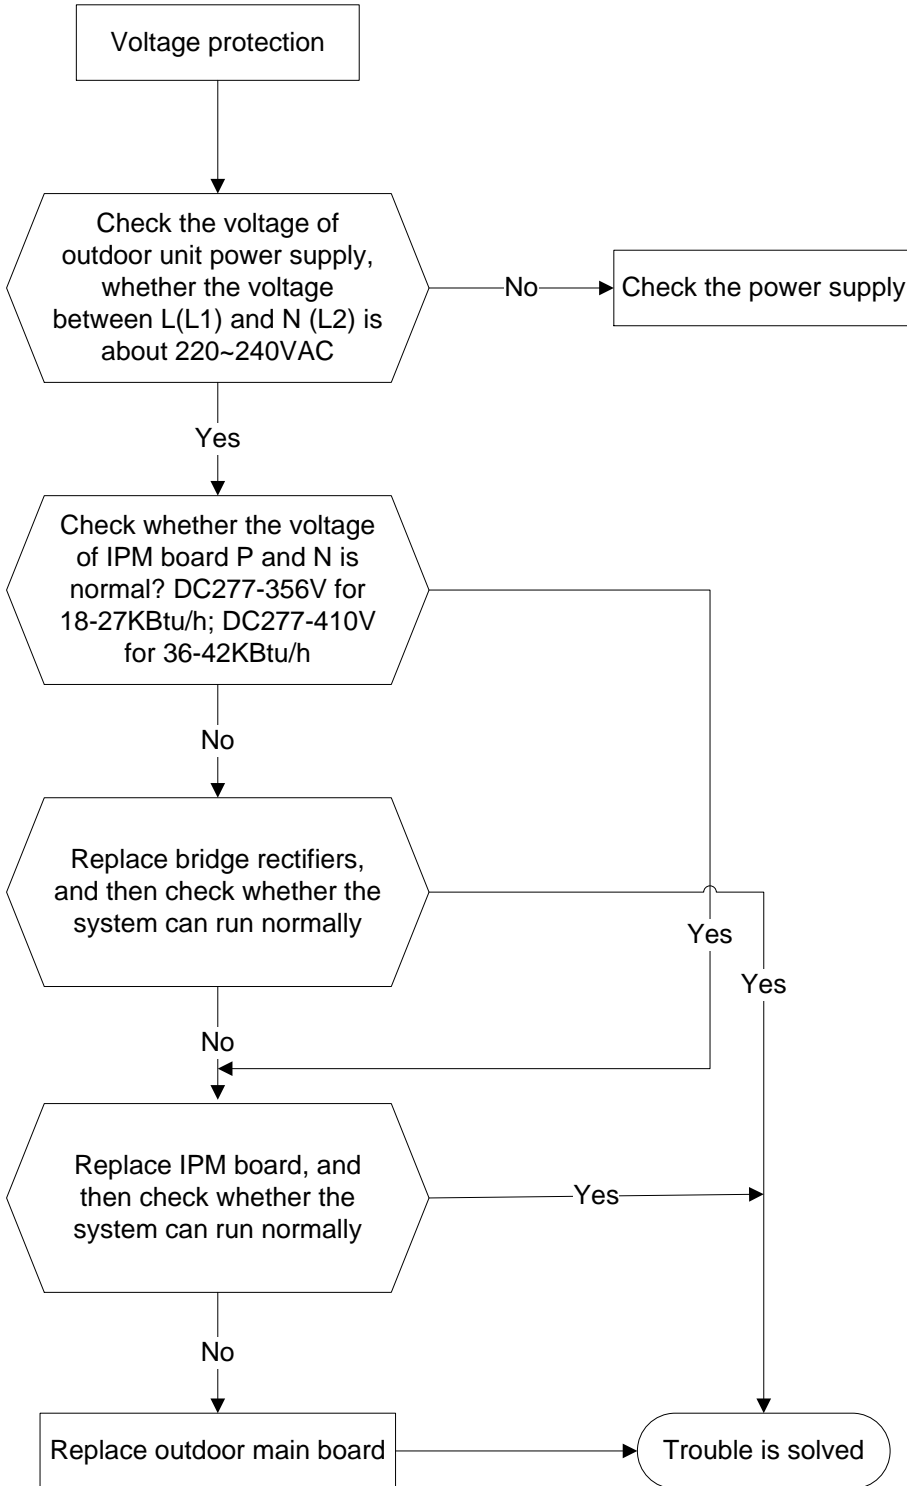 Voltage protection
Check the voltage of
outdoor unit power supply,
whether the voltage
between L(L1) and N (L2) is
about 220~240VAC
No
Check the power supply
Yes
Check whether the voltage
of IPM board P and N is
normal? DC277-356V for
18-27KBtu/h; DC277-410V
for 36-42KBtu/h
No
Replace bridge rectifiers,
and then check whether the
system can run normally
Yes
Yes
No
Replace IPM board, and
then check whether the
system can run normally
Yes
No
Replace outdoor main board
Trouble is solved